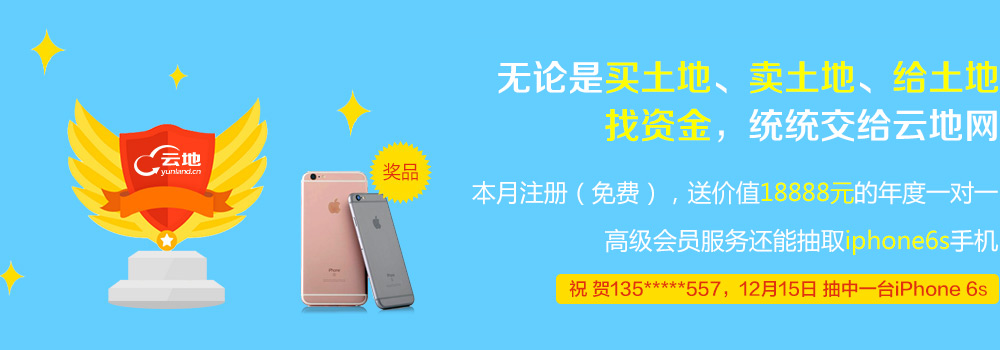 无论是买土地、卖土地、给土地
找资金，统统交给云地网
云地
yunland.cn
奖品
本月注册（免费），送价值18888元的年度一对一
高级会员服务还能抽取iphone6s手机
iPhone
祝 贺135*****557，12月15日 抽中一台iPhone 6s